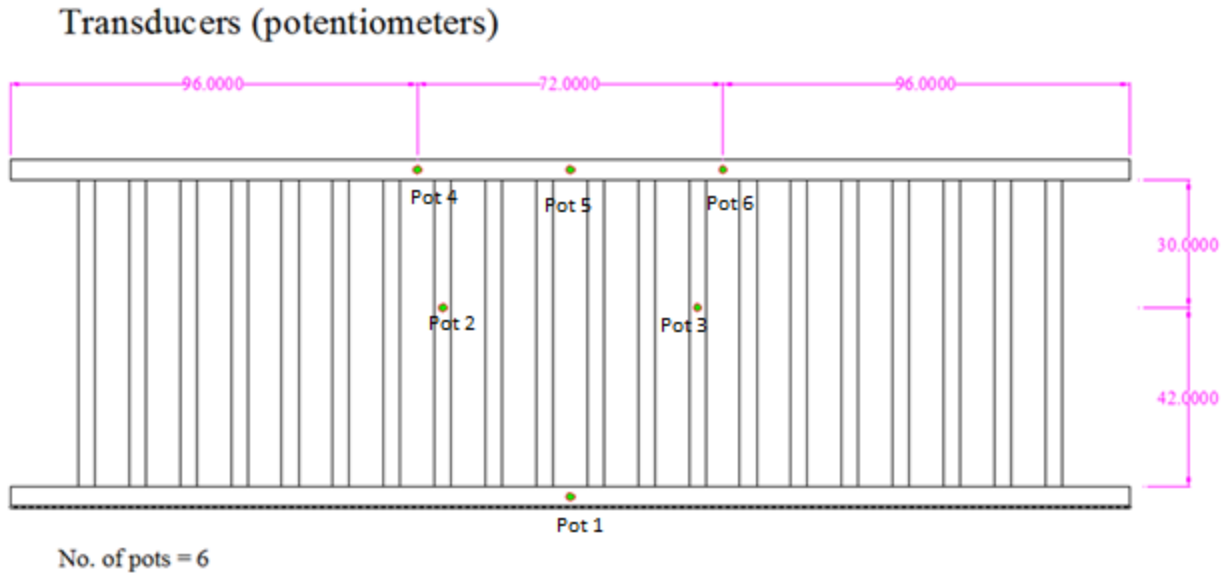 Transducers (potentiometers)
96.0000 72.0000 96.0000
Pot 4 Pot 5 Pot 6
30.0000
Pot 2 Pot 3
42.0000
Pot 1
No. of pots = 6